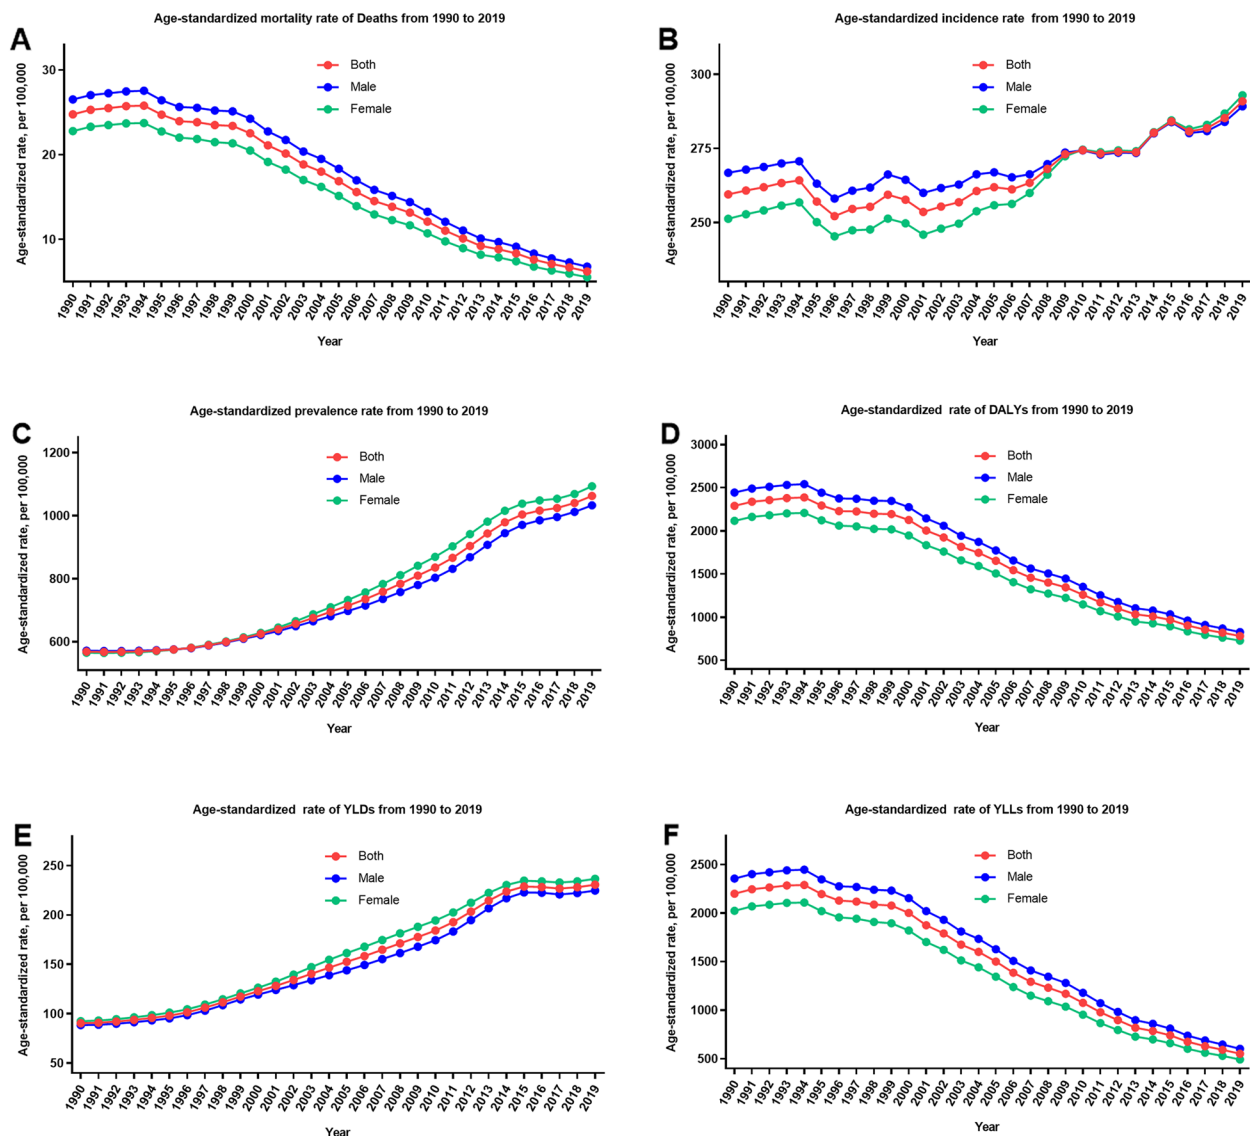 Age-standardized mortality rate of Deaths from 1990 to 2019
A
Age-standardized rate, per 100,000
30
20
10
Both
Male
Female
1990 1991 1992 1993 1994 1995 1996 1997 1998 1999 2000 2001 2002 2003 2004 2005 2006 2007 2008 2009 2010 2011 2012 2013 2014 2015 2016 2017 2018 2019
Year
Age-standardized incidence rate from 1990 to 2019
B
Age-standardized rate, per 100,000
300
275
250
Both
Male
Female
1990 1991 1992 1993 1994 1995 1996 1997 1998 1999 2000 2001 2002 2003 2004 2005 2006 2007 2008 2009 2010 2011 2012 2013 2014 2015 2016 2017 2018 2019
Year
Age-standardized prevalence rate from 1990 to 2019
C
Age-standardized rate, per 100,000
1200
1000
800
600
Both
Male
Female
1990 1991 1992 1993 1994 1995 1996 1997 1998 1999 2000 2001 2002 2003 2004 2005 2006 2007 2008 2009 2010 2011 2012 2013 2014 2015 2016 2017 2018 2019
Year
Age-standardized rate of DALYs from 1990 to 2019
D
Age-standardized rate, per 100,000
3000
2500
2000
1500
1000
500
Both
Male
Female
1990 1991 1992 1993 1994 1995 1996 1997 1998 1999 2000 2001 2002 2003 2004 2005 2006 2007 2008 2009 2010 2011 2012 2013 2014 2015 2016 2017 2018 2019
Year
Age-standardized rate of YLDs from 1990 to 2019
E
Age-standardized rate, per 100,000
250
200
150
100
50
Both
Male
Female
1990 1991 1992 1993 1994 1995 1996 1997 1998 1999 2000 2001 2002 2003 2004 2005 2006 2007 2008 2009 2010 2011 2012 2013 2014 2015 2016 2017 2018 2019
Year
Age-standardized rate of YLLs from 1990 to 2019
F
Age-standardized rate, per 100,000
2500
2000
1500
1000
500
Both
Male
Female
1990 1991 1992 1993 1994 1995 1996 1997 1998 1999 2000 2001 2002 2003 2004 2005 2006 2007 2008 2009 2010 2011 2012 2013 2014 2015 2016 2017 2018 2019
Year